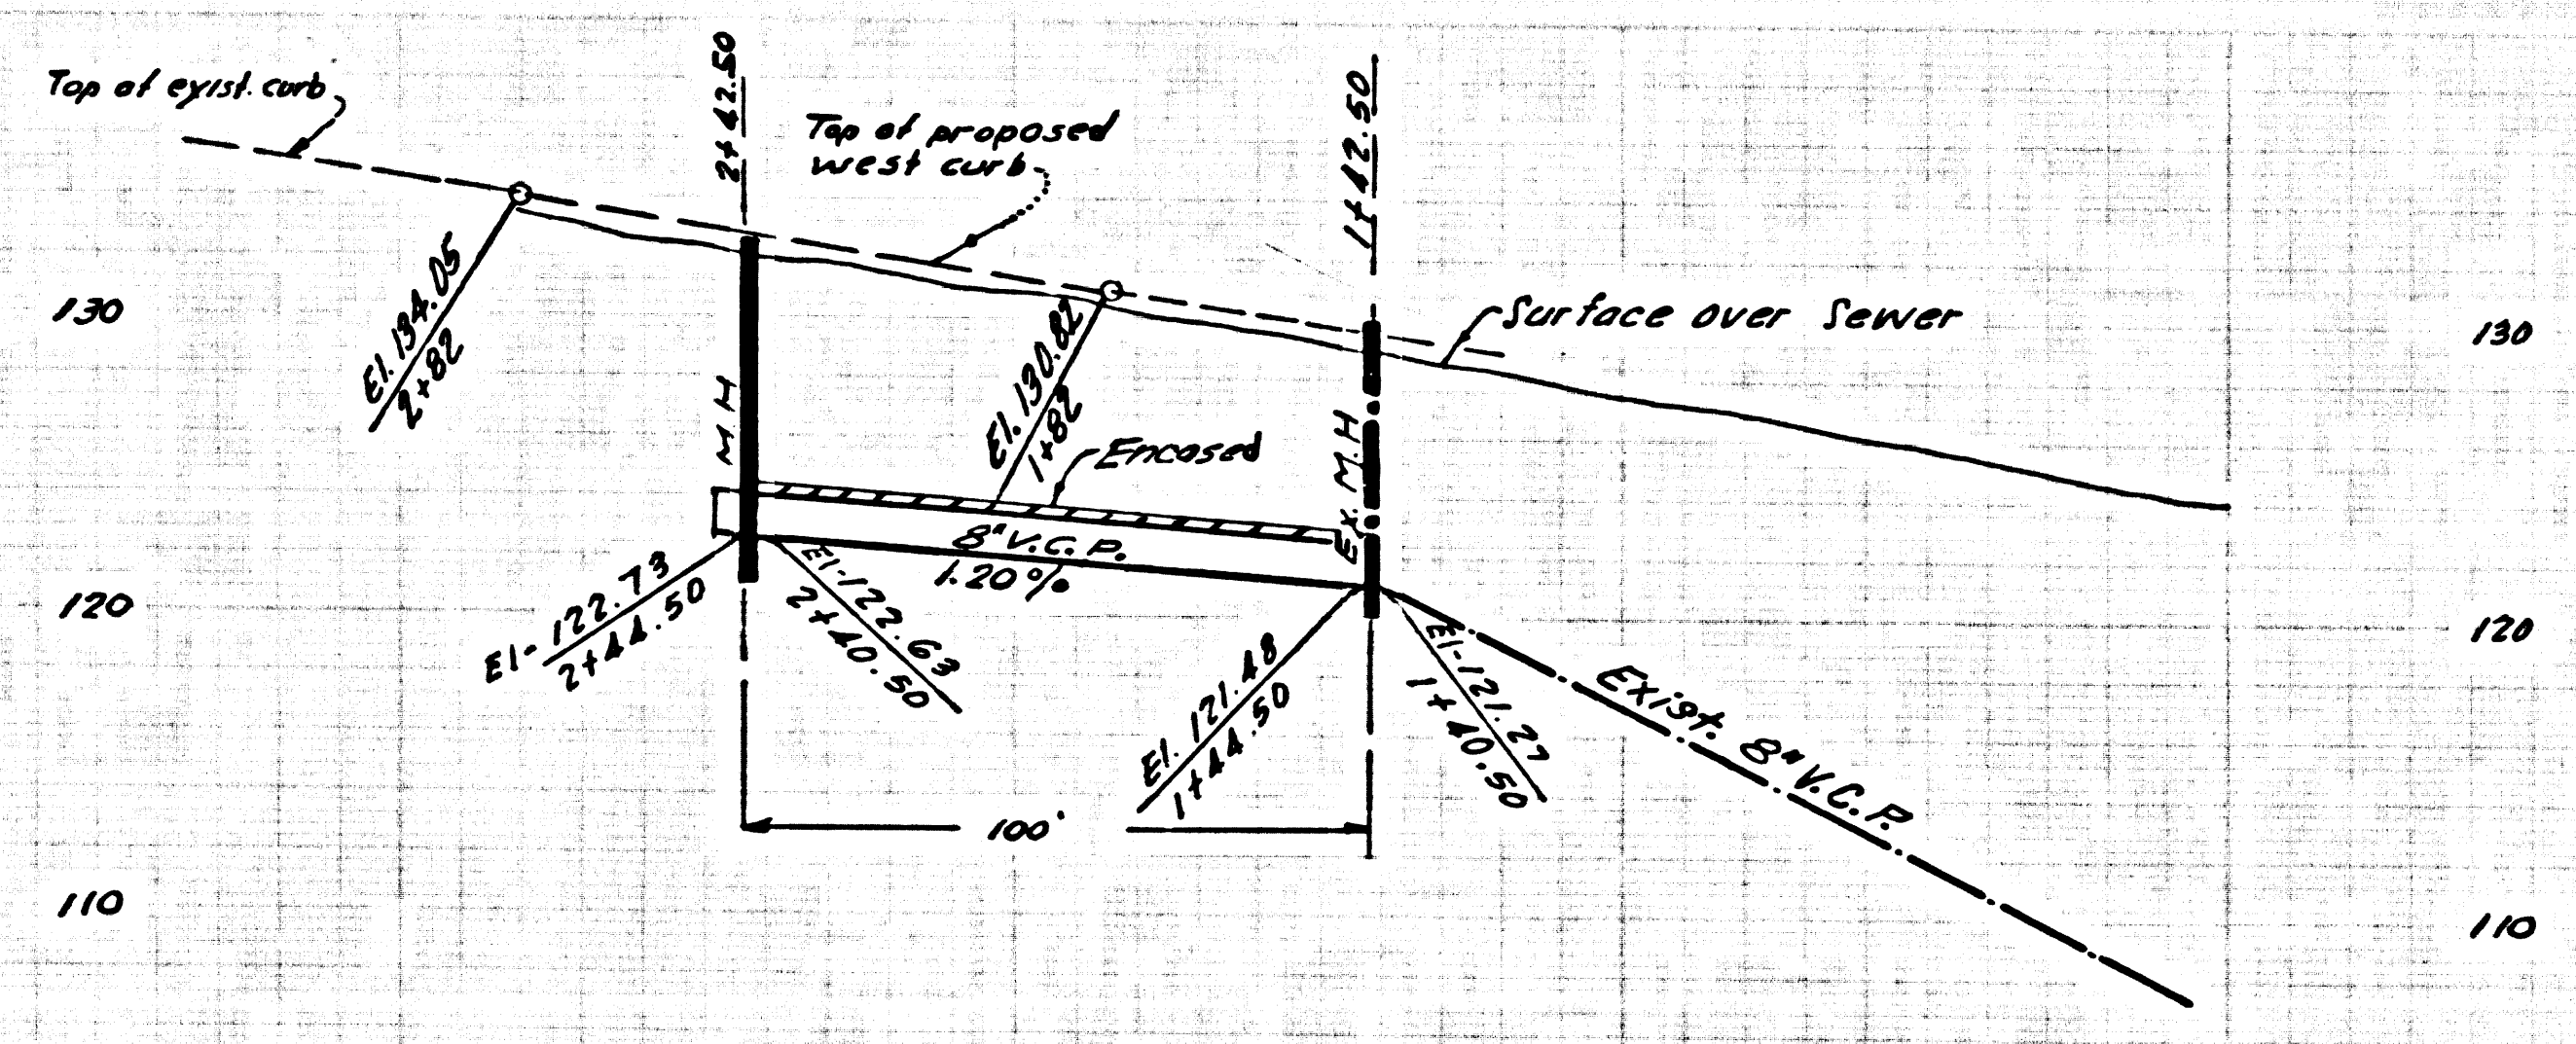 Top of exist. curb
2+42.50
Top of proposed
west curb
1+42.50
El. 134.05
2+82
130
El. 130.82
1+82
Surface over Sewer
130
M.H
Encased
Ex. M.H
8" V.C.P.
1.20%
120
El-122.73
2+44.50
El-122.63
2+40.50
El. 121.48
1+44.50
El-121.27
1+40.50
Exist. 8" V.C.P.
120
100'
110
110